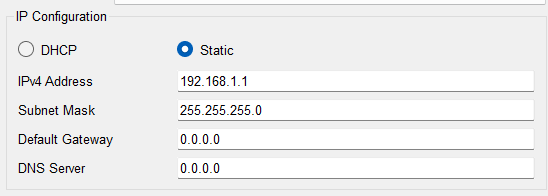 IP Configuration
DHCP Static
IPv4 Address 192.168.1.1
Subnet Mask 255.255.255.0
Default Gateway 0.0.0.0
DNS Server 0.0.0.0